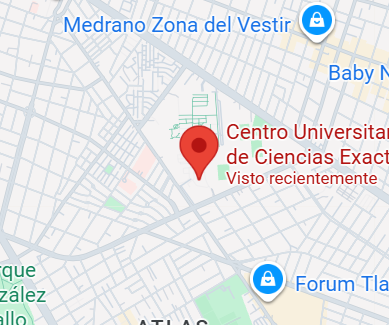 Medrano Zona del Vestir
Baby N
Centro Universitar
de Ciencias Exact
Visto recientemente
rque
zález
allo
Forum Tla
ATLAS